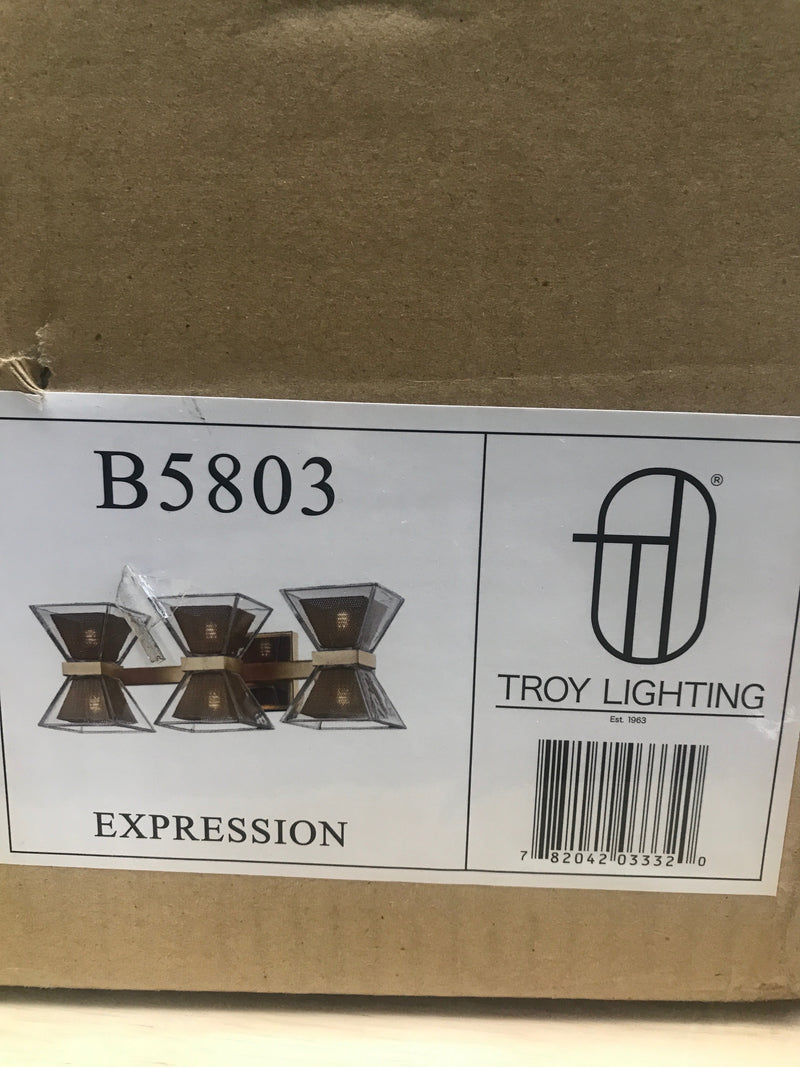 B5803
EXPRESSION
®
TROY LIGHTING
Est. 1963
7 82042 03332 0